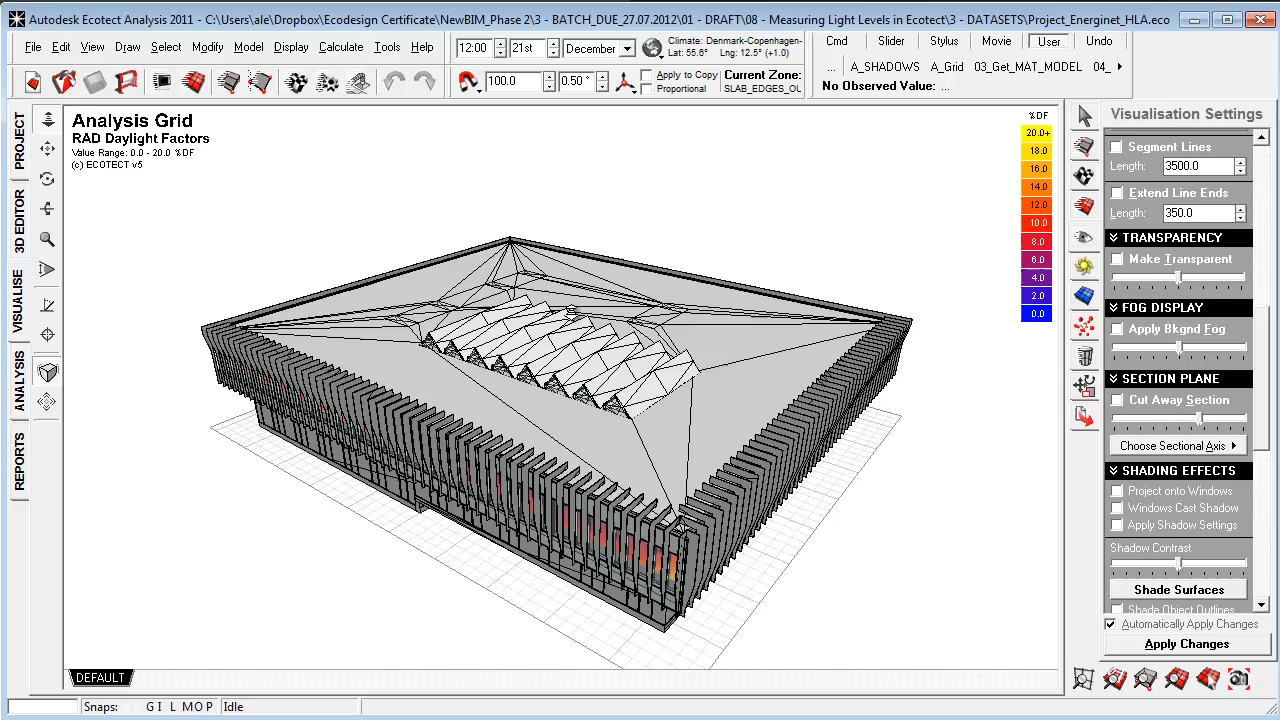 Autodesk Ecotect Analysis 2011 - C:\Users\ale\Dropbox\Ecodesign Certificate\NewBIM_Phase 2\3 - BATCH_DUE_27.07.2012\01 - DRAFT\08 - Measuring Light Levels in Ecotect\3 - DATASETS\Project_Energinet_HLA.eco
File Edit View Draw Select Modify Model Display Calculate Tools Help
12:00 21st December
Climate: Denmark-Copenhagen-
Lat: 55.6° Lng: 12.5° (+1.0)
Cmd Slider Stylus Movie User Undo
... A_SHADOWS A_Grid 03_Get_MAT_MODEL 04_
No Observed Value: ...
100.0 0.50 °
Apply to Copy
Proportional
Current Zone:
SLAB_EDGES_OU
PROJECT
3D EDITOR
VISUALISE
ANALYSIS
REPORTS
Analysis Grid
RAD Daylight Factors
Value Range: 0.0 - 20.0 %DF
(c) ECOTECT v5
%DF
20.0+
18.0
16.0
14.0
12.0
10.0
8.0
6.0
4.0
2.0
0.0
Visualisation Settings
Segment Lines
Length: 3500.0
Extend Line Ends
Length: 350.0
TRANSPARENCY
Make Transparent
FOG DISPLAY
Apply Bkgnd Fog
SECTION PLANE
Cut Away Section
Choose Sectional Axis
SHADING EFFECTS
Project onto Windows
Windows Cast Shadow
Apply Shadow Settings
Shadow Contrast
Shade Surfaces
Shade Object Outlines
Automatically Apply Changes
Apply Changes
DEFAULT
Snaps: G I L M O P Idle